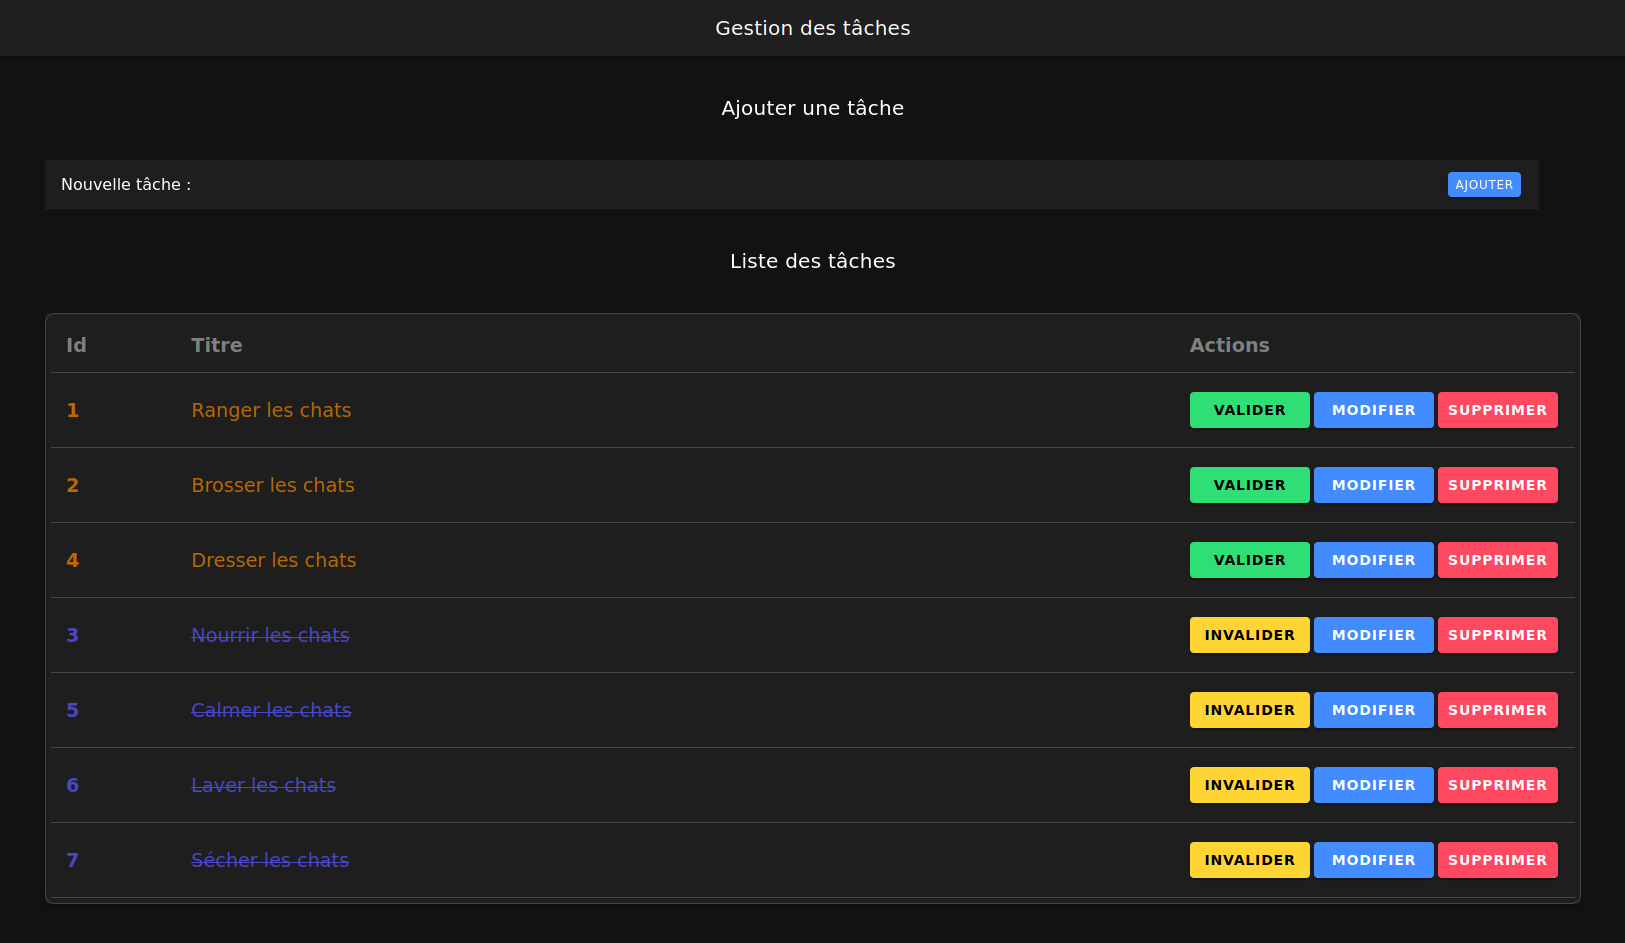 Gestion des tâches
Ajouter une tâche
Nouvelle tâche : AJOUTER
Liste des tâches
Id Titre Actions
1 Ranger les chats VALIDER MODIFIER SUPPRIMER
2 Brosser les chats VALIDER MODIFIER SUPPRIMER
4 Dresser les chats VALIDER MODIFIER SUPPRIMER
3 Nourrir les chats INVALIDER MODIFIER SUPPRIMER
5 Calmer les chats INVALIDER MODIFIER SUPPRIMER
6 Laver les chats INVALIDER MODIFIER SUPPRIMER
7 Sécher les chats INVALIDER MODIFIER SUPPRIMER